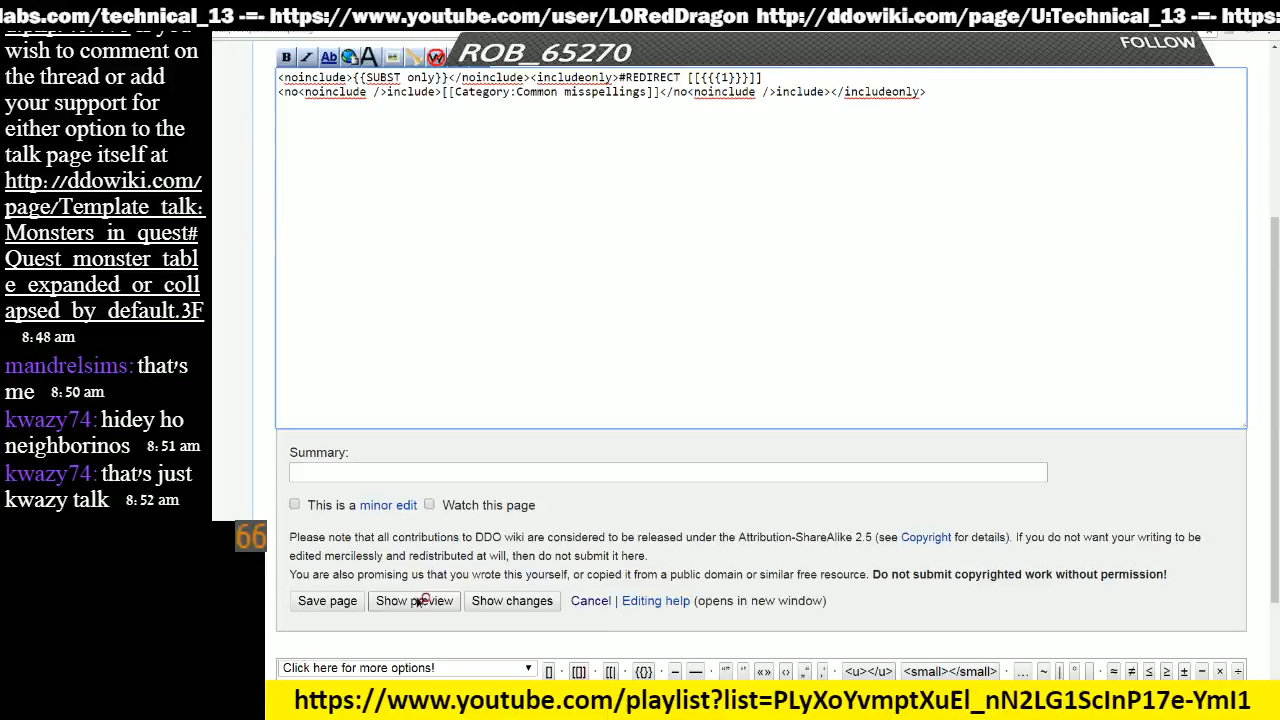 labs.com/technical_13 -=- https://www.youtube.com/user/L0RedDragon http://ddowiki.com/page/U:Technical_13 -=- https:
wish to comment on
the thread or add
your support for
either option to the
talk page itself at
http://ddowiki.com/
page/Template_talk:
Monsters_in_quest#
Quest_monster_tabl
e_expanded_or_coll
apsed_by_default.3F
8:48 am
mandrelsims: that's
me 8:50 am
kwazy74: hidey ho
neighborinos 8:51 am
kwazy74: that's just
kwazy talk 8:52 am
66
ROB_65270
FOLLOW
<noinclude>{{SUBST only}}</noinclude><includeonly>#REDIRECT [[{{{1}}}]]
<no<noinclude />include>[[Category:Common misspellings]]</no<noinclude />include></includeonly>
Summary:
This is a minor edit Watch this page
Please note that all contributions to DDO wiki are considered to be released under the Attribution-ShareAlike 2.5 (see Copyright for details). If you do not want your writing to be
edited mercilessly and redistributed at will, then do not submit it here.
You are also promising us that you wrote this yourself, or copied it from a public domain or similar free resource. Do not submit copyrighted work without permission!
Save page Show preview Show changes Cancel | Editing help (opens in new window)
Click here for more options! [] · [[]] · [[| · {{}} · – · — · “” · ‘’ · «» · ‹› · <u></u> · <small></small> · … · ~ · | · ° · ≈ · ≠ · ≤ · ≥ · ± · − · × · ÷
https://www.youtube.com/playlist?list=PLyXoYvmptXuEl_nN2LG1ScInP17e-YmI1